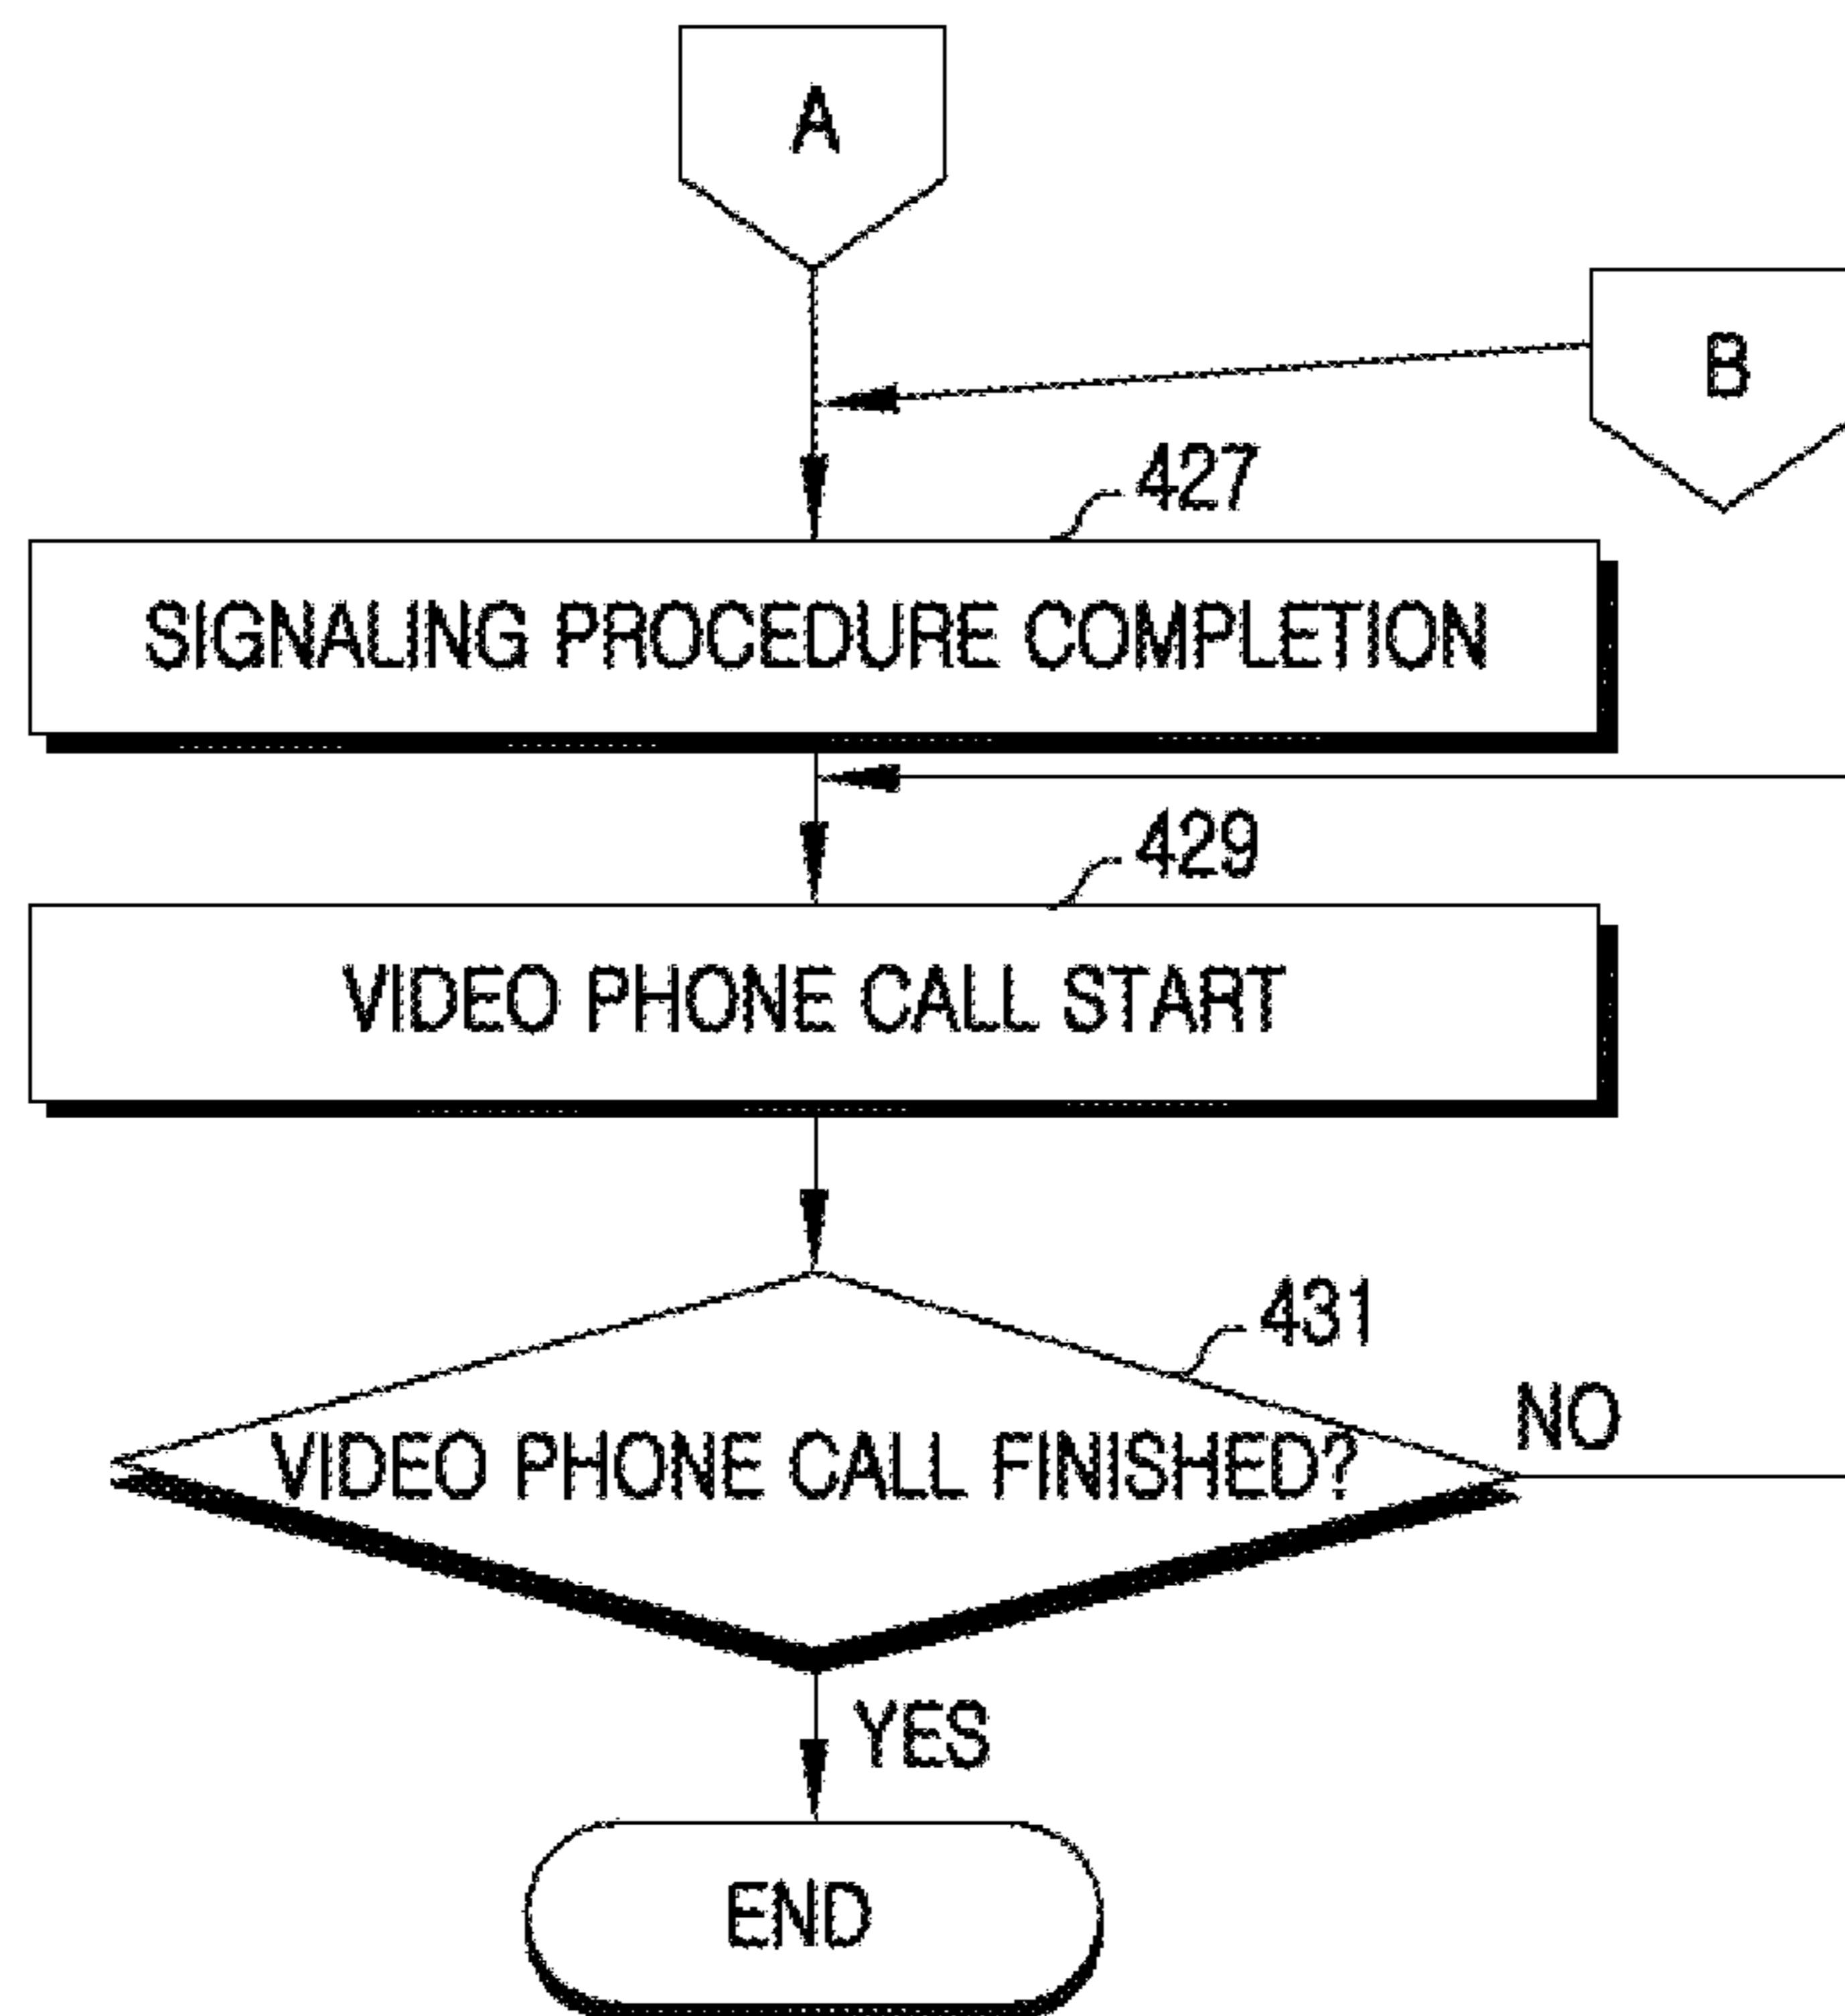 A
B
427
SIGNALING PROCEDURE COMPLETION
429
VIDEO PHONE CALL START
431
VIDEO PHONE CALL FINISHED?
NO
YES
END